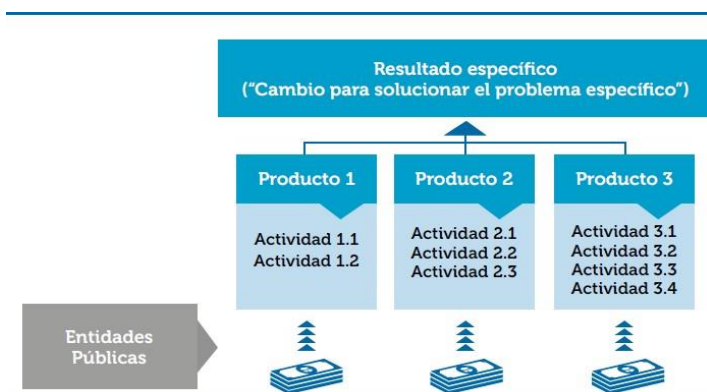 Resultado específico
(“Cambio para solucionar el problema específico”)
Producto 1
Producto 2
Producto 3
Actividad 1.1
Actividad 1.2
Actividad 2.1
Actividad 2.2
Actividad 2.3
Actividad 3.1
Actividad 3.2
Actividad 3.3
Actividad 3.4
Entidades
Públicas